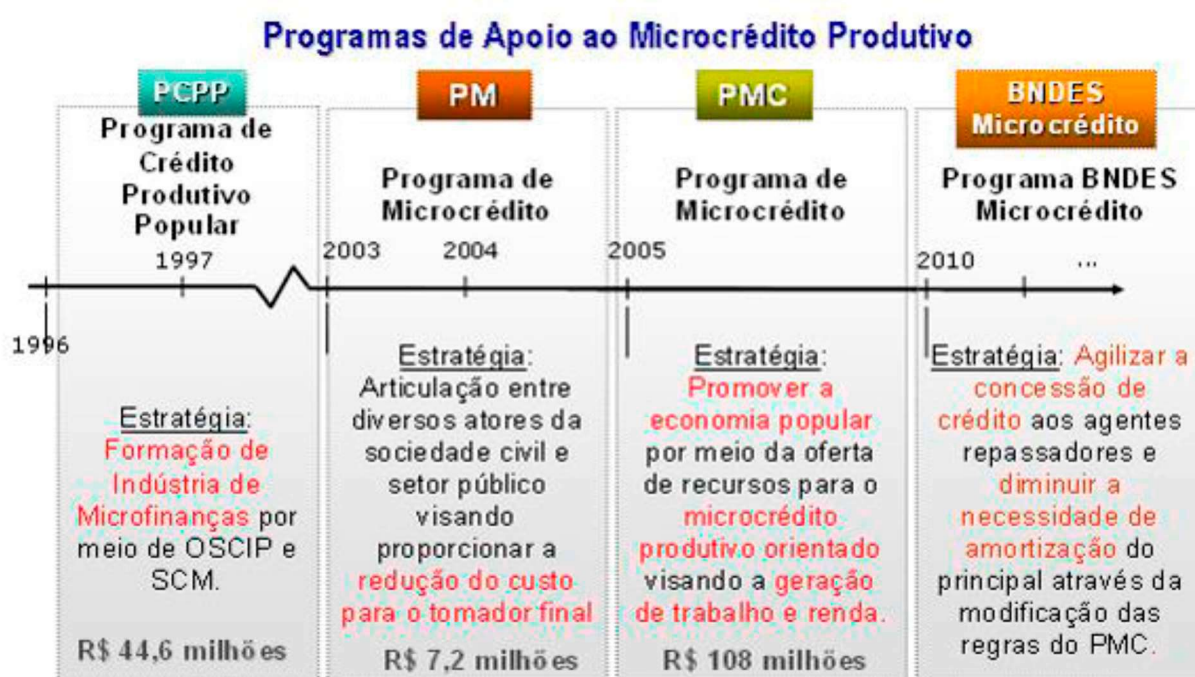 Programas de Apoio ao Microcrédito Produtivo
PCPP
Programa de
Crédito
Produtivo
Popular
PM
Programa de
Microcrédito
PMC
Programa de
Microcrédito
BNDES
Microcrédito
Programa BNDES
Microcrédito
1996
1997
2003
2004
2005
2010
...
Estratégia:
Formação de
Indústria de
Microfinanças por
meio de OSCIP e
SCM.
R$ 44,6 milhões
Estratégia:
Articulação entre
diversos atores da
sociedade civil e
setor público
visando
proporcionar a
redução do custo
para o tomador final
R$ 7,2 milhões
Estratégia:
Promover a
economia popular
por meio da oferta
de recursos para o
microcrédito
produtivo orientado
visando a geração
de trabalho e renda.
R$ 108 milhões
Estratégia: Agilizar a
concessão de
crédito aos agentes
repassadores e
diminuir a
necessidade de
amortização do
principal através da
modificação das
regras do PMC.